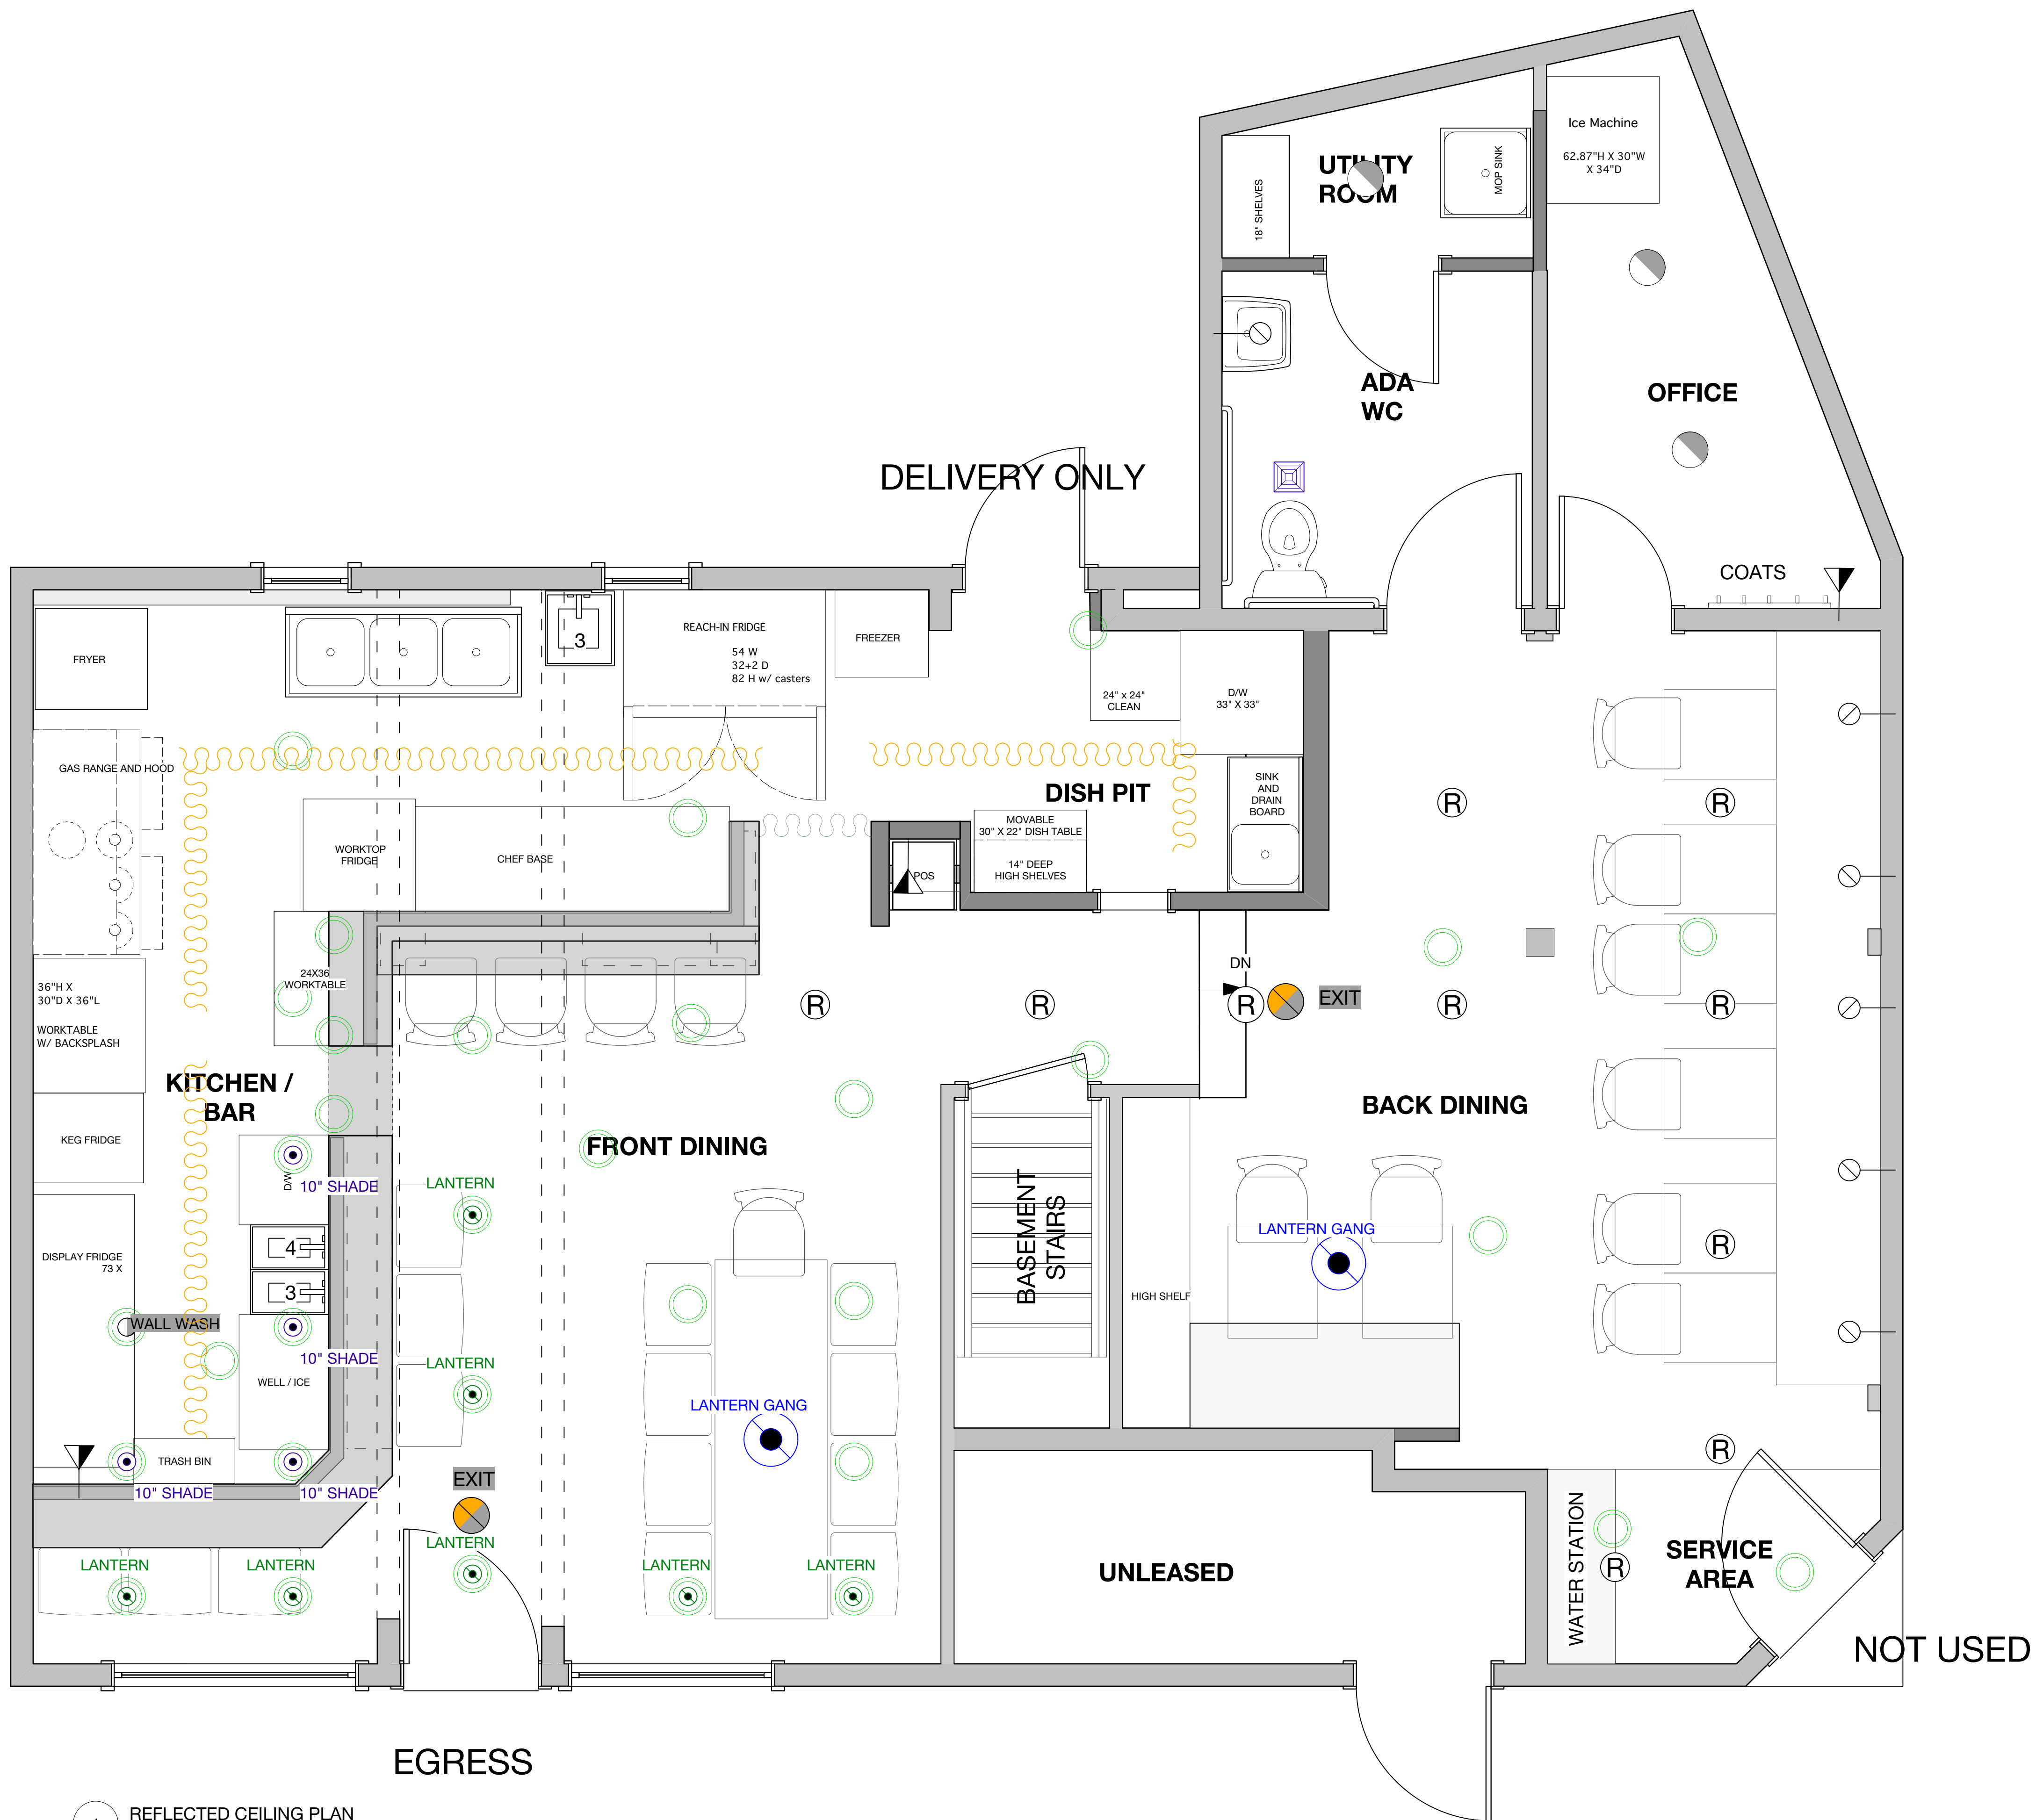 Ice Machine
62.87"H X 30"W
X 34"D
UTILITY
ROOM
MOP SINK
18" SHELVES
ADA
WC
OFFICE
DELIVERY ONLY
COATS
FRYER
3
REACH-IN FRIDGE
54 W
32+2 D
82 H w/ casters
FREEZER
24" x 24"
CLEAN
D/W
33" X 33"
GAS RANGE AND HOOD
DISH PIT
SINK
AND
DRAIN
BOARD
WORKTOP
FRIDGE
CHEF BASE
MOVABLE
30" X 22" DISH TABLE
14" DEEP
HIGH SHELVES
POS
R
R
24X36
WORKTABLE
36"H X
30"D X 36"L
WORKTABLE
W/ BACKSPLASH
DN
EXIT
R
R
R
R
R
KITCHEN /
BAR
BACK DINING
KEG FRIDGE
FRONT DINING
D/W
10" SHADE
LANTERN
BASEMENT
STAIRS
LANTERN GANG
R
4
3
DISPLAY FRIDGE
73 X
HIGH SHELF
WALL WASH
10" SHADE
LANTERN
WELL / ICE
LANTERN GANG
R
TRASH BIN
EXIT
10" SHADE
10" SHADE
LANTERN
LANTERN
LANTERN
LANTERN
LANTERN
UNLEASED
WATER STATION
R
SERVICE
AREA
NOT USED
EGRESS
REFLECTED CEILING PLAN